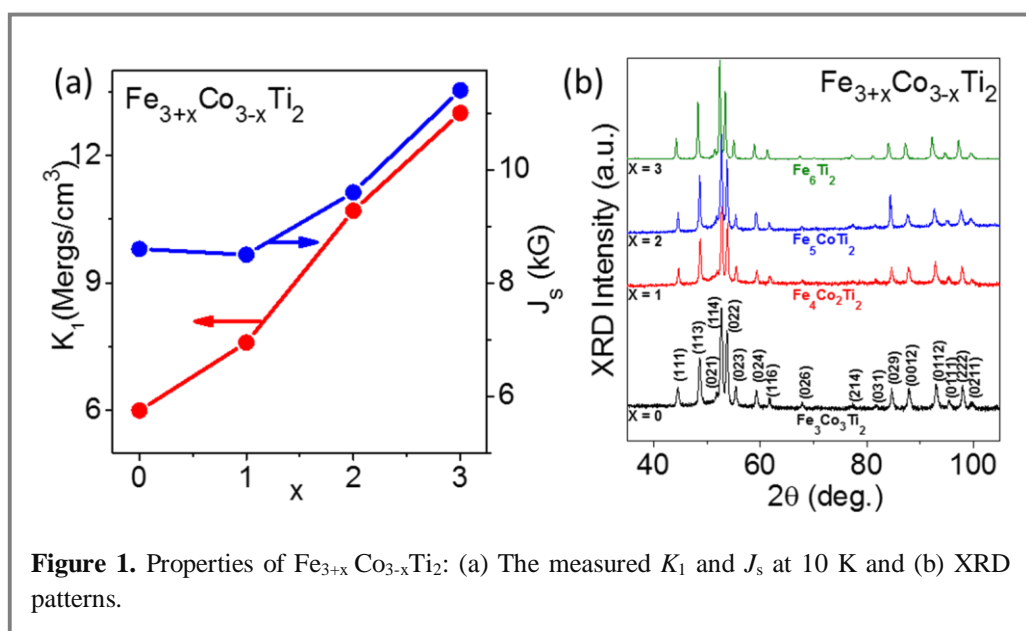 (a)
Fe3+xCo3-xTi2
K1(Mergs/cm3)
12
9
6
10
8
6
Js (kG)
0 1 2 3
x
(b)
Fe3+xCo3-xTi2
XRD Intensity (a.u.)
X = 3
Fe6Ti2
X = 2
Fe5CoTi2
X = 1
Fe4Co2Ti2
X = 0
Fe3Co3Ti2
(111)
(113)
(021)
(114)
(022)
(023)
(024)
(116)
(026)
(214)
(031)
(029)
(0012)
(0112)
(0111)
(222)
(0211)
40 60 80 100
2θ (deg.)
Figure 1. Properties of Fe3+x Co3-xTi2: (a) The measured K1 and Js at 10 K and (b) XRD
patterns.